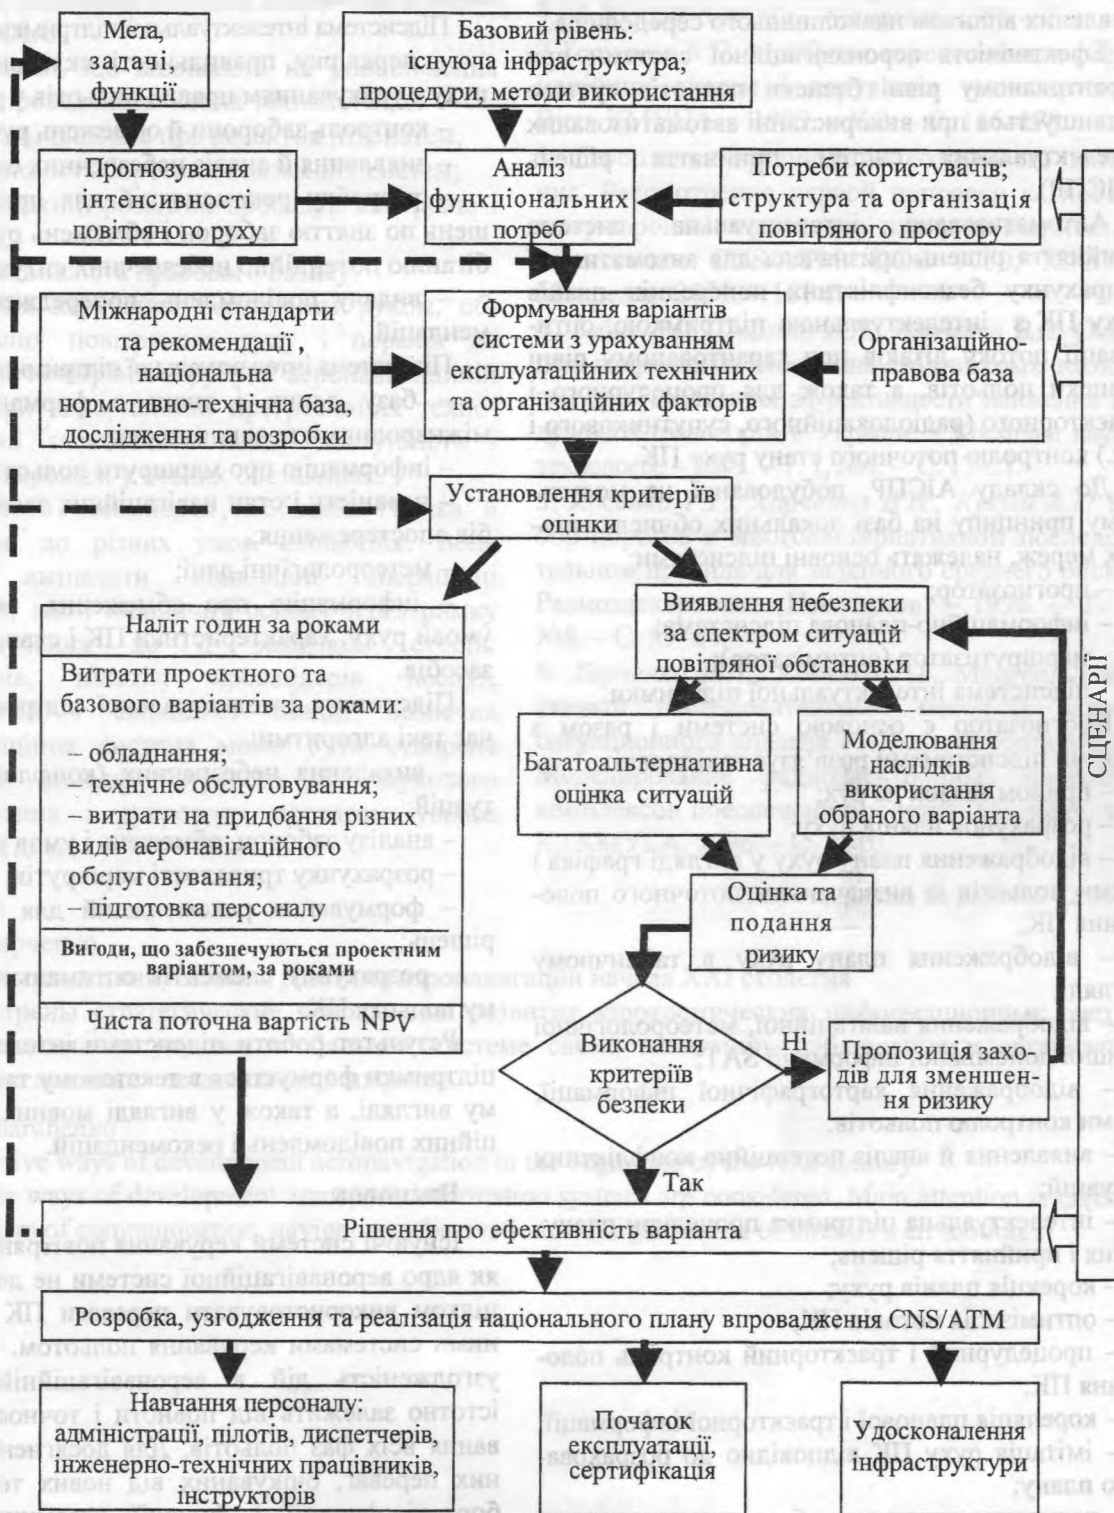 Мета,
задачі,
функції
Базовий рівень:
існуюча інфраструктура;
процедури, методи використання
Прогнозування
інтенсивності
повітряного руху
Аналіз
функціональних
потреб
Потреби користувачів;
структура та організація
повітряного простору
Міжнародні стандарти
та рекомендації ,
національна
нормативно-технічна база,
дослідження та розробки
Формування варіантів
системи з урахуванням
експлуатаційних технічних
та організаційних факторів
Організаційно-
правова база
Установлення критеріїв
оцінки
Наліт годин за роками
Витрати проектного та
базового варіантів за роками:
– обладнання;
– технічне обслуговування;
– витрати на придбання різних
видів аеронавігаційного
обслуговування;
– підготовка персоналу
Вигоди, що забезпечуються проектним
варіантом, за роками
Чиста поточна вартість NPV
Виявлення небезпеки
за спектром ситуацій
повітряної обстановки
Багатоальтернативна
оцінка ситуацій
Моделювання
наслідків
використання
обраного варіанта
Оцінка та
подання
ризику
Виконання
критеріїв
безпеки
Ні
Пропозиція захо-
дів для зменшен-
ня ризику
Так
СЦЕНАРІЇ
Рішення про ефективність варіанта
Розробка, узгодження та реалізація національного плану впровадження CNS/ATM
Навчання персоналу:
адміністрації, пілотів, диспетчерів,
інженерно-технічних працівників,
інструкторів
Початок
експлуатації,
сертифікація
Удосконалення
інфраструктури